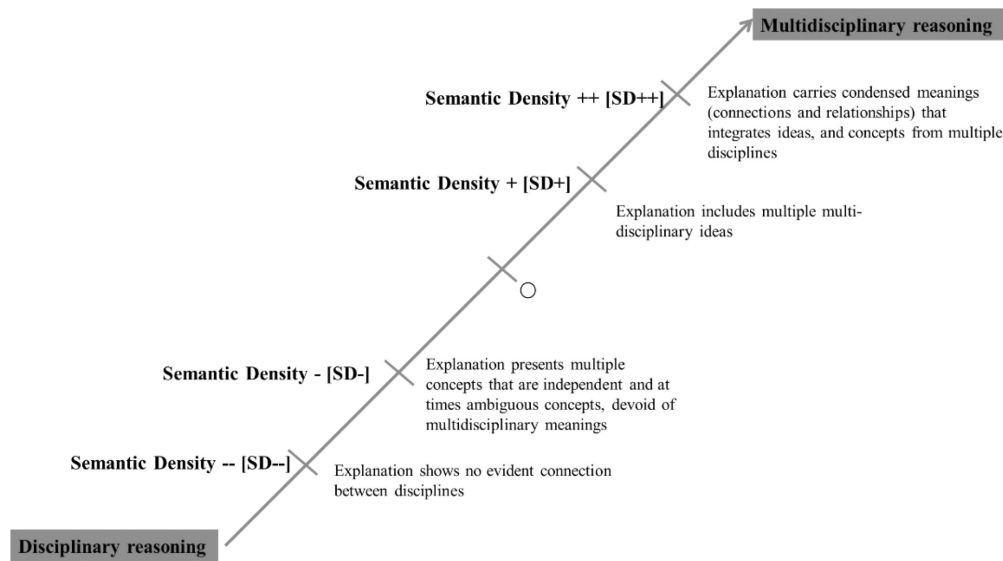 Multidisciplinary reasoning
Semantic Density ++ [SD++]
Explanation carries condensed meanings
(connections and relationships) that
integrates ideas, and concepts from multiple
disciplines
Semantic Density + [SD+]
Explanation includes multiple multi-
disciplinary ideas
Semantic Density - [SD-]
Explanation presents multiple
concepts that are independent and at
times ambiguous concepts, devoid of
multidisciplinary meanings
Semantic Density -- [SD--]
Explanation shows no evident connection
between disciplines
Disciplinary reasoning